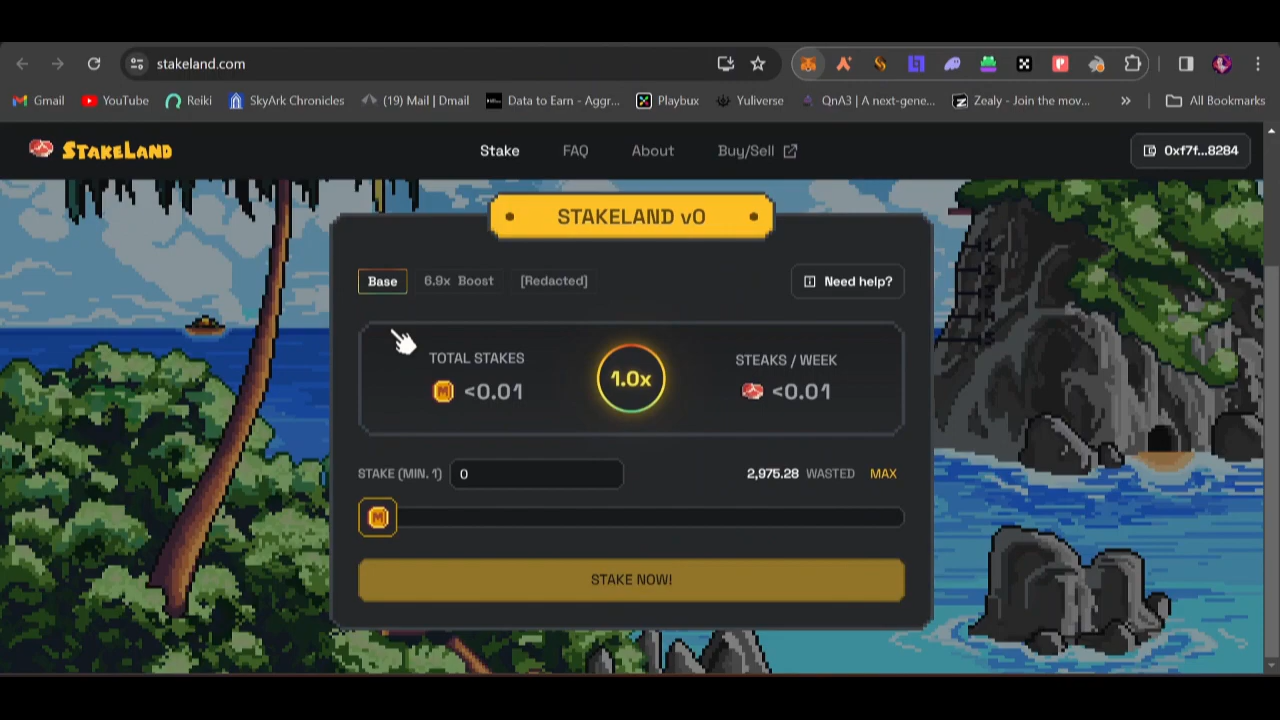 stakeland.com
Gmail YouTube Reiki SkyArk Chronicles (19) Mail | Dmail Data to Earn - Aggr... Playbux Yuliverse QnA3 | A next-gene... Zealy - Join the mov... » All Bookmarks
STAKELAND Stake FAQ About Buy/Sell 0xf7f...8284
STAKELAND v0
Base 6.9x Boost [Redacted] Need help?
TOTAL STAKES STEAKS / WEEK
M <0.01 1.0x <0.01
STAKE (MIN. 1) 0 2,975.28 WASTED MAX
M
STAKE NOW!